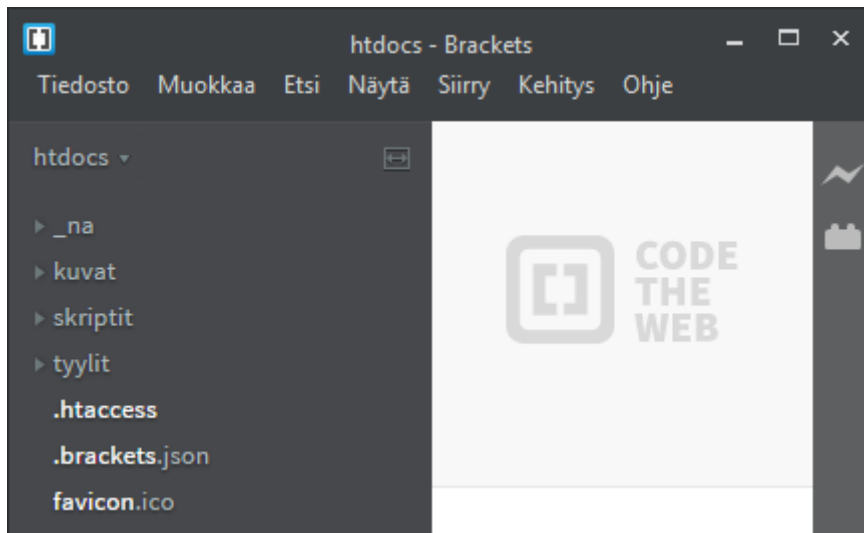 htdocs - Brackets
Tiedosto Muokkaa Etsi Näytä Siirry Kehitys Ohje
htdocs
_na
kuvat
skriptit
tyylit
.htaccess
.brackets.json
favicon.ico
CODE
THE
WEB